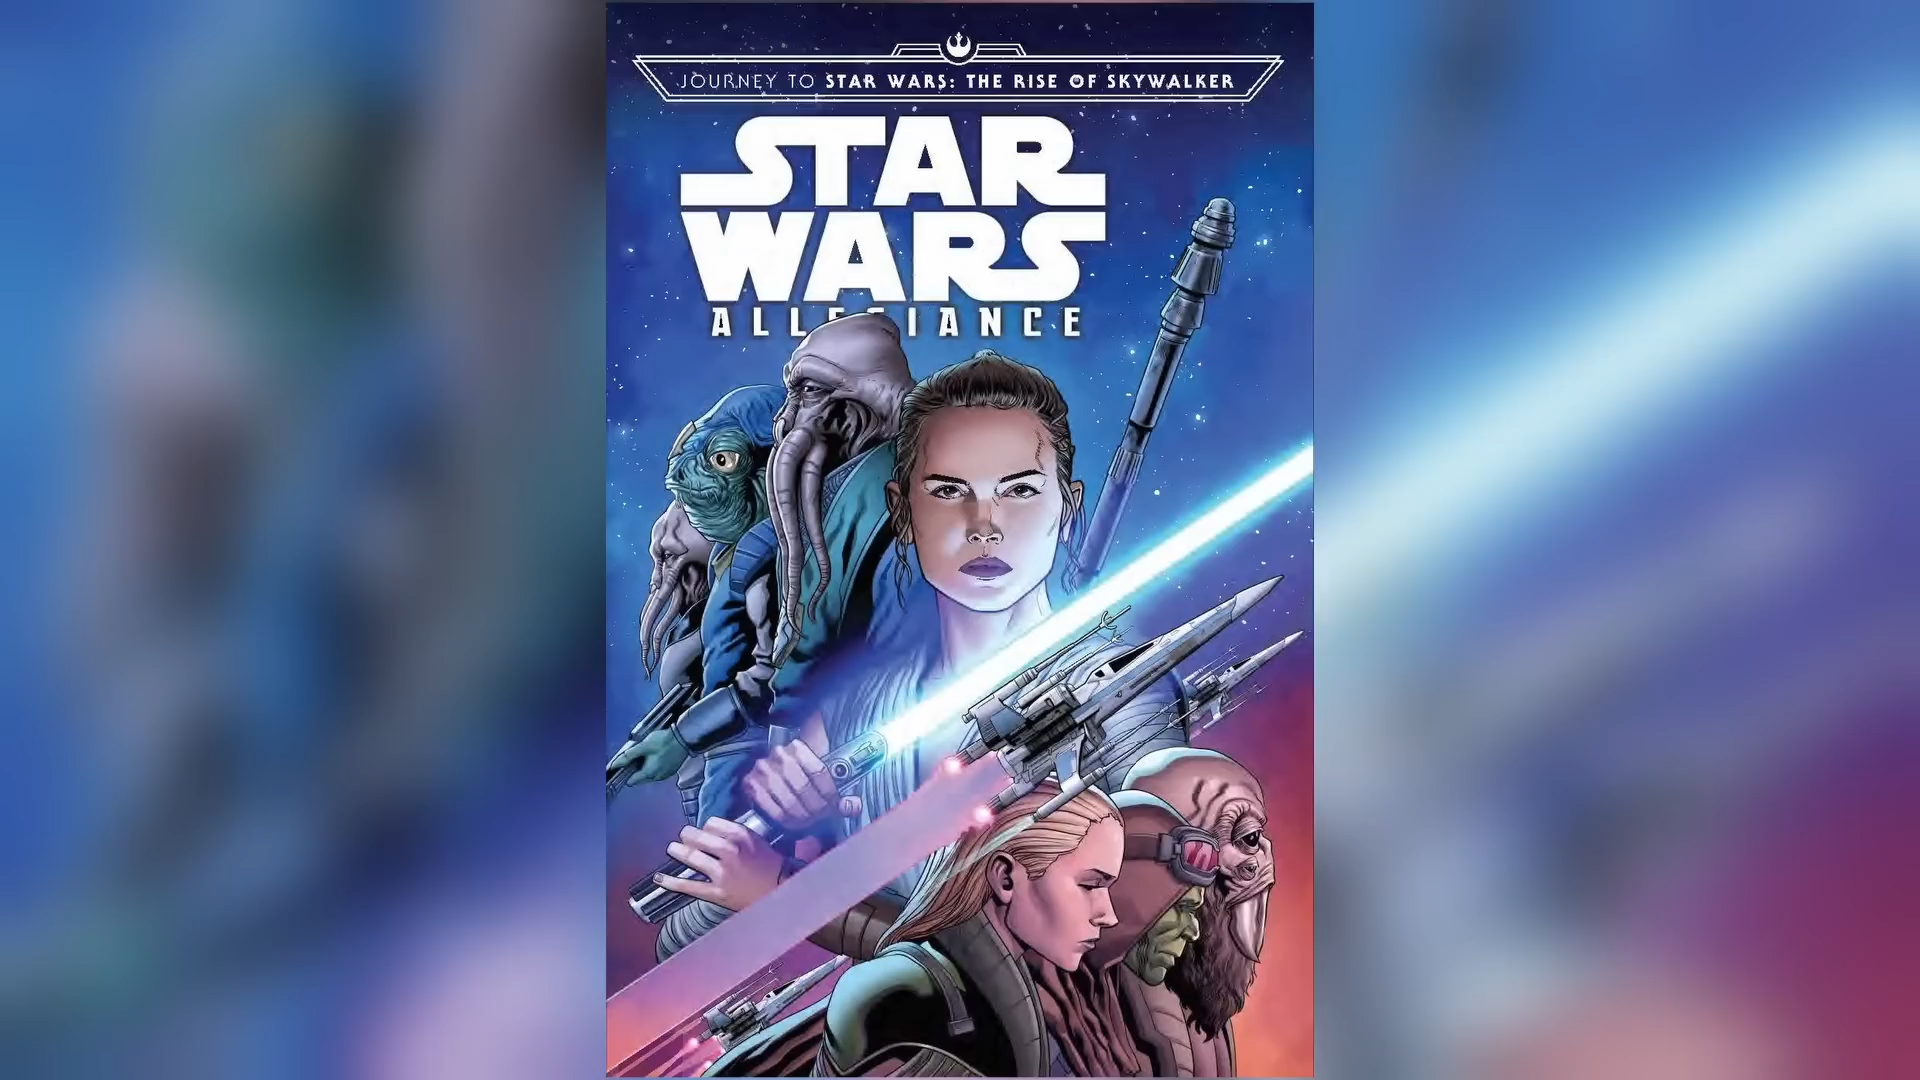 JOURNEY TO STAR WARS: THE RISE OF SKYWALKER
STAR
WARS
ALLEGIANCE